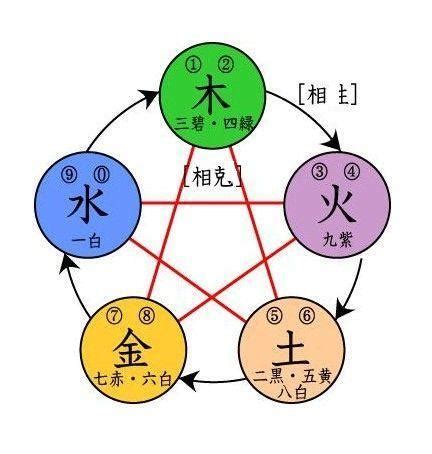 ① ②
木
三碧・四緑
[相 主]
[相克]
⑨ ⓪
水
一白
③ ④
火
九紫
⑦ ⑧
金
七赤・六白
⑤ ⑥
土
二黒・五黄
八白